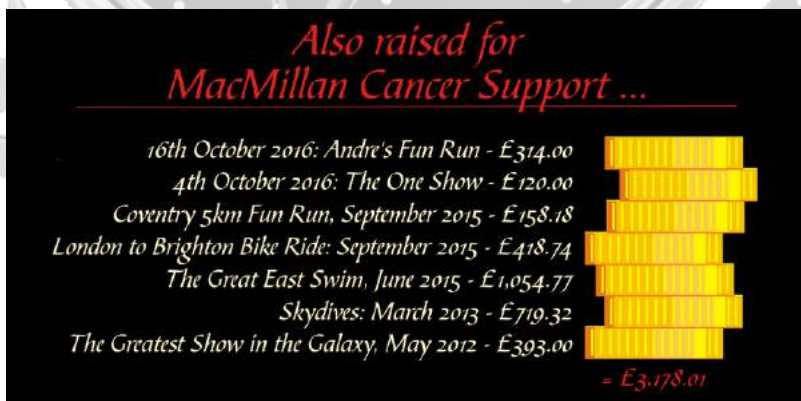 Also raised for
MacMillan Cancer Support ...
16th October 2016: Andre's Fun Run - £314.00
4th October 2016: The One Show - £120.00
Coventry 5km Fun Run, September 2015 - £158.18
London to Brighton Bike Ride: September 2015 - £418.74
The Great East Swim, June 2015 - £1,054.77
Skydives: March 2013 - £719.32
The Greatest Show in the Galaxy, May 2012 - £393.00
= £3,178.01